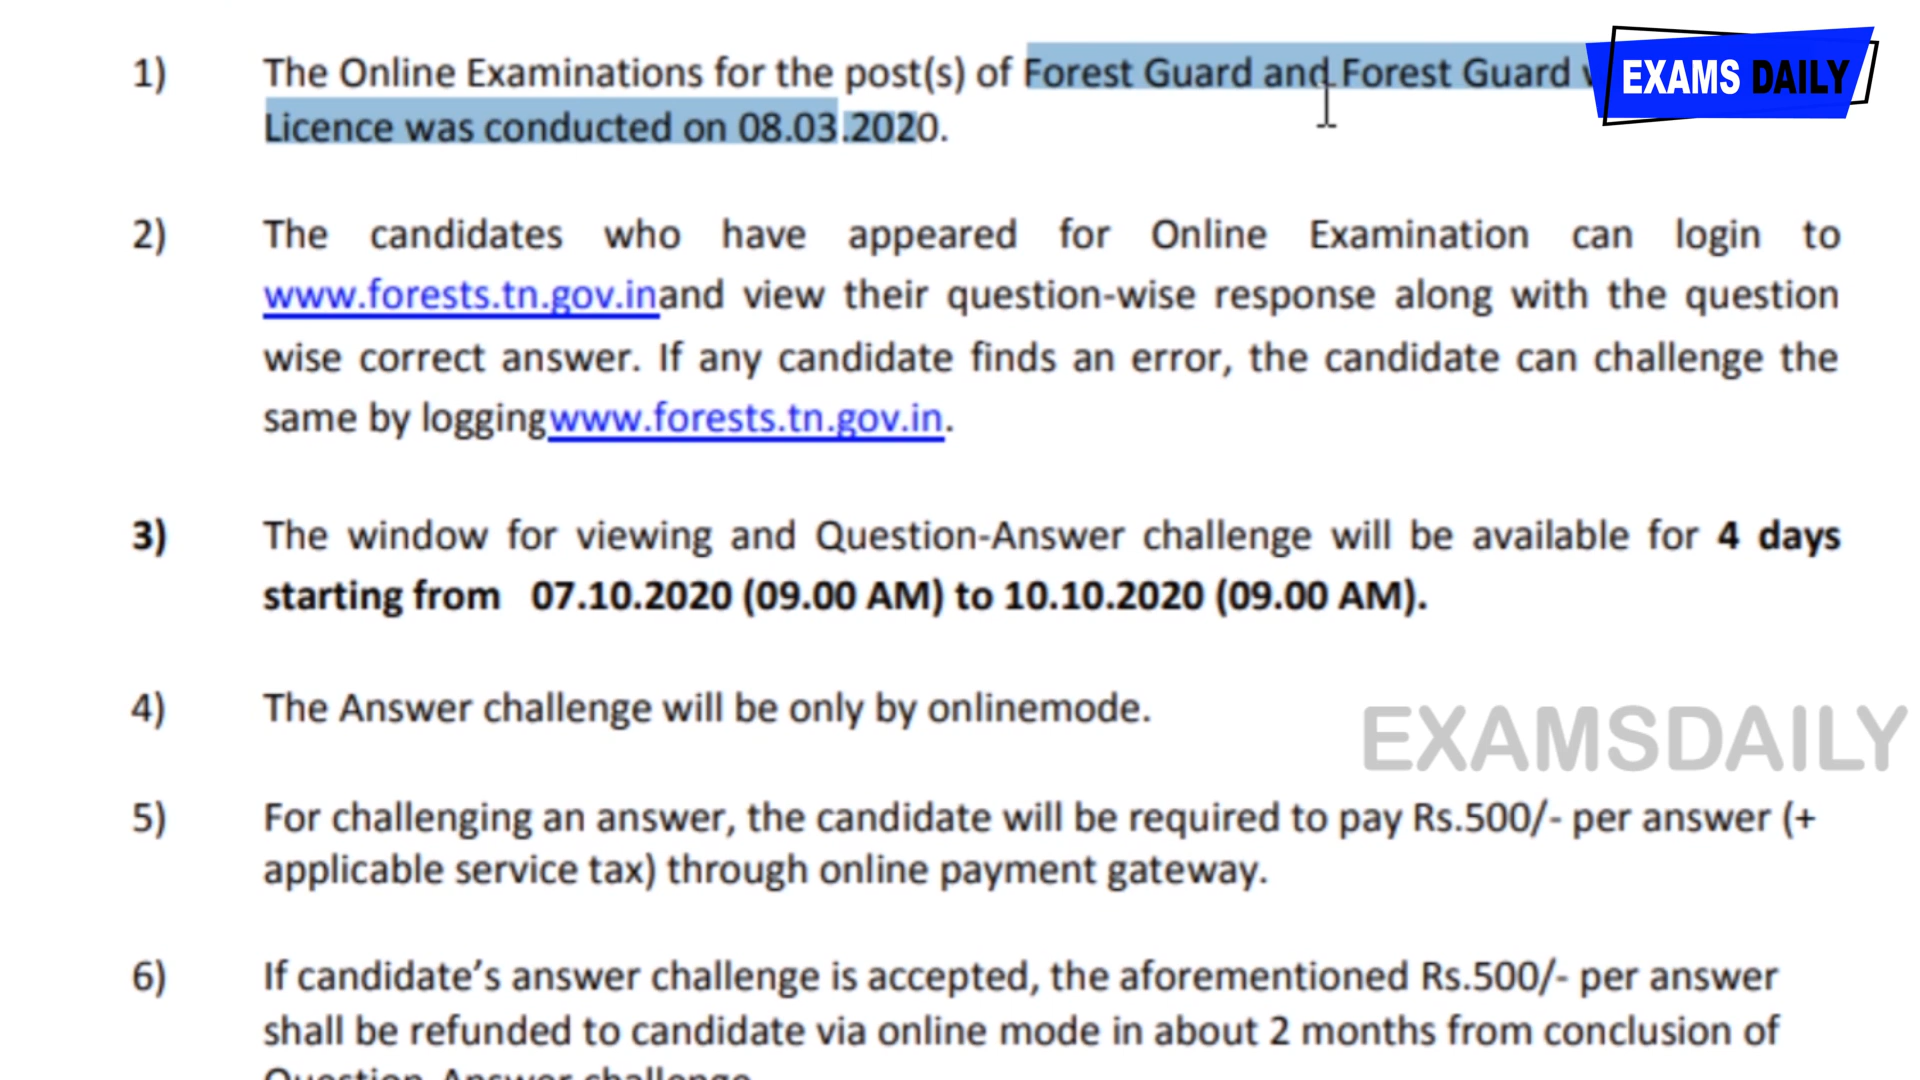 1) The Online Examinations for the post(s) of Forest Guard and Forest Guard
EXAMS DAILY
Licence was conducted on 08.03.2020.
2) The candidates who have appeared for Online Examination can login to
www.forests.tn.gov.inand view their question-wise response along with the question
wise correct answer. If any candidate finds an error, the candidate can challenge the
same by loggingwww.forests.tn.gov.in.
3) The window for viewing and Question-Answer challenge will be available for 4 days
starting from 07.10.2020 (09.00 AM) to 10.10.2020 (09.00 AM).
4) The Answer challenge will be only by onlinemode.
EXAMSDAILY
5) For challenging an answer, the candidate will be required to pay Rs.500/- per answer (+
applicable service tax) through online payment gateway.
6) If candidate's answer challenge is accepted, the aforementioned Rs.500/- per answer
shall be refunded to candidate via online mode in about 2 months from conclusion of
Question-Answer challenge